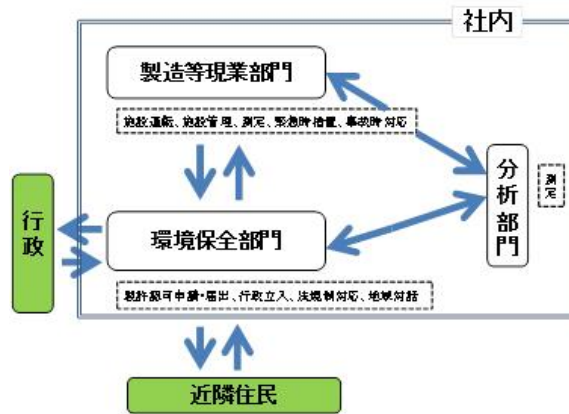 社内
製造等現業部門
施設運転、施設管理、測定、緊急時措置、事故時対応
分析部門
測定
行政
環境保全部門
製許認可申請・届出、行政立入、法規制対応、地域対話
近隣住民